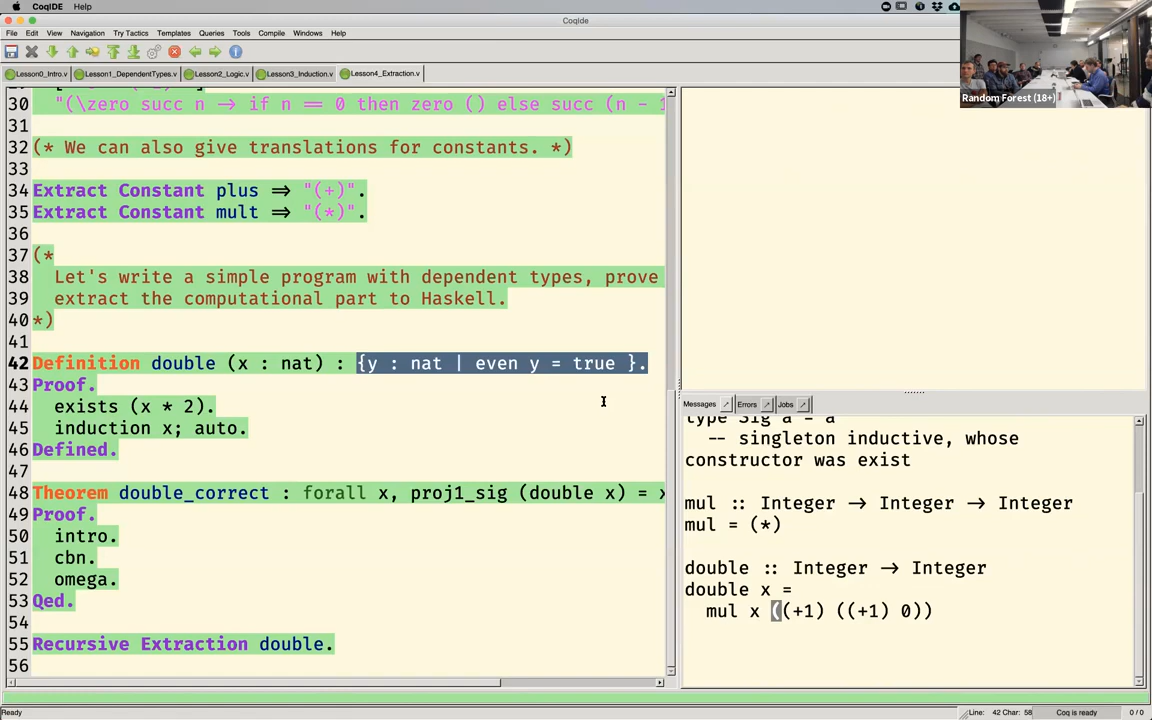 CoqIDE Help
CoqIde
File Edit View Navigation Try Tactics Templates Queries Tools Compile Windows Help
Lesson0_Intro.v Lesson1_DependentTypes.v Lesson2_Logic.v Lesson3_Induction.v Lesson4_Extraction.v
30 "(\zero succ n → if n == 0 then zero () else succ (n - 1
31
32 (* We can also give translations for constants. *)
33
34 Extract Constant plus ⇒ "(+)".
35 Extract Constant mult ⇒ "(*)".
36
37 (*
38 Let's write a simple program with dependent types, prove
39 extract the computational part to Haskell.
40 *)
41
42 Definition double (x : nat) : {y : nat | even y = true }.
43 Proof.
44 exists (x * 2).
45 induction x; auto.
46 Defined.
47
48 Theorem double_correct : forall x, proj1_sig (double x) = x
49 Proof.
50 intro.
51 cbn.
52 omega.
53 Qed.
54
55 Recursive Extraction double.
56
Random Forest (18+)
Messages Errors Jobs
type Sig a = a
-- singleton inductive, whose
constructor was exist
mul :: Integer → Integer → Integer
mul = (*)
double :: Integer → Integer
double x =
mul x ((+1) ((+1) 0))
Ready
Line: 42 Char: 58 Coq is ready 0 / 0